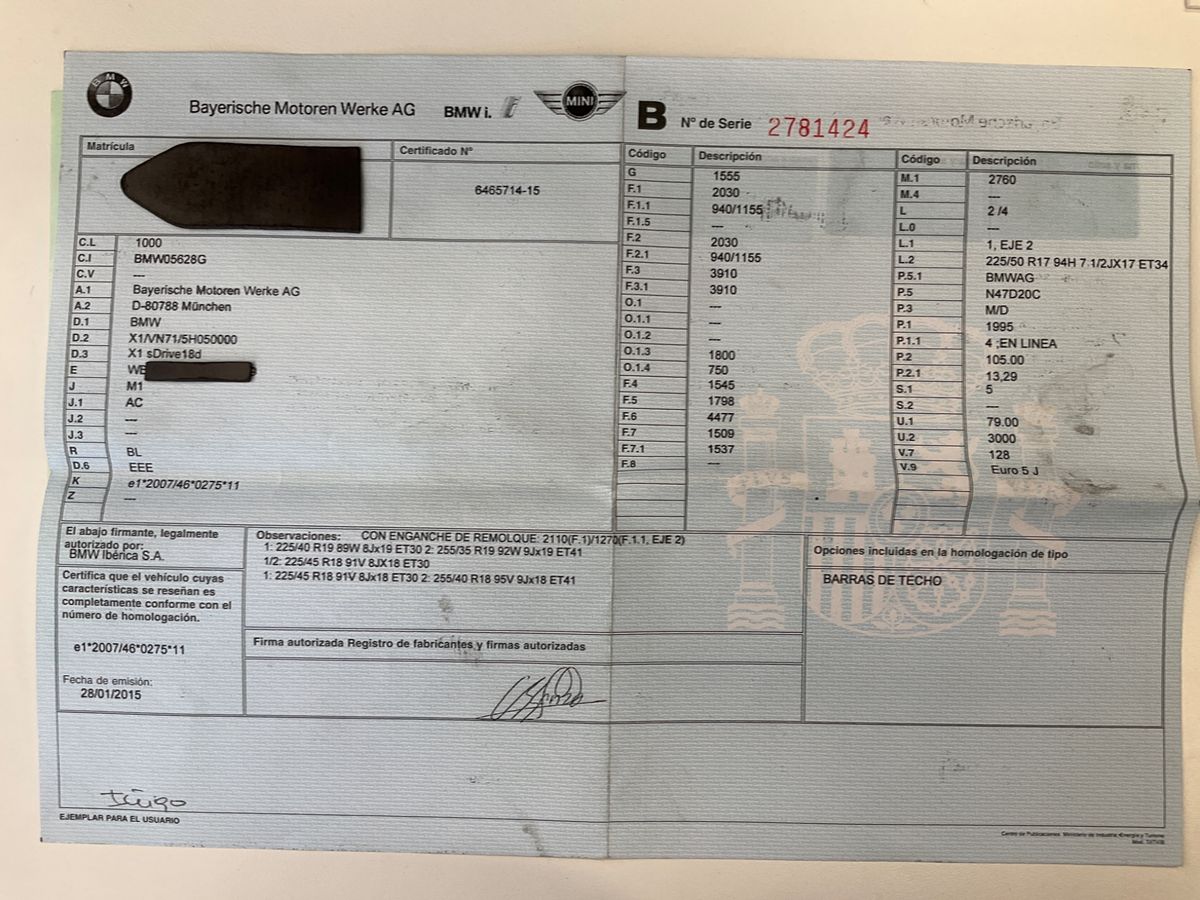 BMW
Bayerische Motoren Werke AG BMW i. MINI
B Nº de Serie 2781424
Matrícula
Certificado Nº
6465714-15
C.L 1000
C.I BMW05628G
C.V ---
A.1 Bayerische Motoren Werke AG
A.2 D-80788 München
D.1 BMW
D.2 X1/VN71/5H050000
D.3 X1 sDrive18d
E
J M1
J.1 AC
J.2 ---
J.3 ---
R BL
D.6 EEE
K e1*2007/46*0275*11
Z ---
Código Descripción
G 1555
F.1 2030
F.1.1 940/1155
F.1.5 ---
F.2 2030
F.2.1 940/1155
F.3 3910
F.3.1 3910
O.1 ---
O.1.1 ---
O.1.2 ---
O.1.3 1800
O.1.4 750
F.4 1545
F.5 1798
F.6 4477
F.7 1509
F.7.1 1537
F.8 ---
Código Descripción
M.1 2760
M.4 ---
L 2 /4
L.0 ---
L.1 1, EJE 2
L.2 225/50 R17 94H 7.1/2JX17 ET34
P.5.1 BMWAG
P.5 N47D20C
P.3 M/D
P.1 1995
P.1.1 4 ;EN LINEA
P.2 105.00
P.2.1 13,29
S.1 5
S.2 ---
U.1 79.00
U.2 3000
V.7 128
V.9 Euro 5 J
El abajo firmante, legalmente
autorizado por:
BMW Ibérica S.A.
Certifica que el vehículo cuyas
características se reseñan es
completamente conforme con el
número de homologación.
e1*2007/46*0275*11
Fecha de emisión:
28/01/2015
Observaciones: CON ENGANCHE DE REMOLQUE: 2110(F.1)/1270(F.1.1, EJE 2)
1: 225/40 R19 89W 8Jx19 ET30 2: 255/35 R19 92W 9Jx19 ET41
1/2: 225/45 R18 91V 8JX18 ET30
1: 225/45 R18 91V 8Jx18 ET30 2: 255/40 R18 95V 9Jx18 ET41
Firma autorizada Registro de fabricantes y firmas autorizadas
Opciones incluidas en la homologación de tipo
BARRAS DE TECHO
Iñigo
EJEMPLAR PARA EL USUARIO
Centro de Publicaciones. Ministerio de Industria, Energía y Turismo